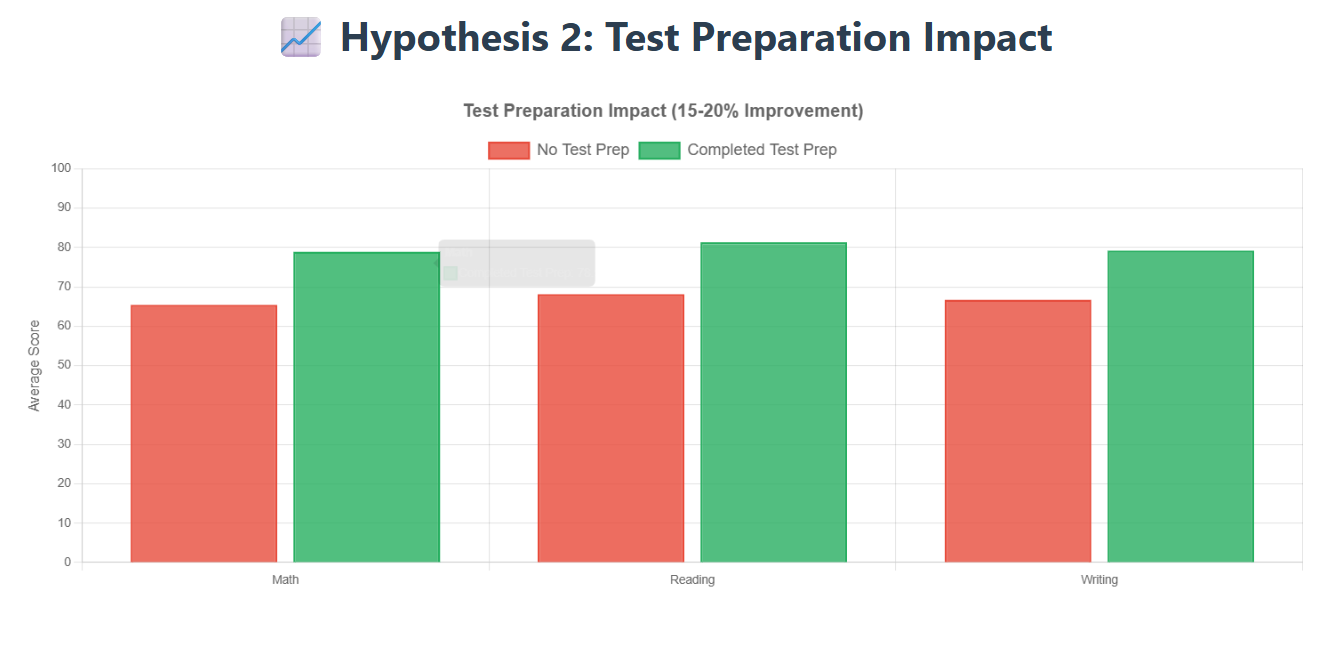 Hypothesis 2: Test Preparation Impact
Test Preparation Impact (15-20% Improvement)
No Test Prep
Completed Test Prep
100
90
80
70
60
50
40
30
20
10
0
Average Score
Math
Reading
Writing